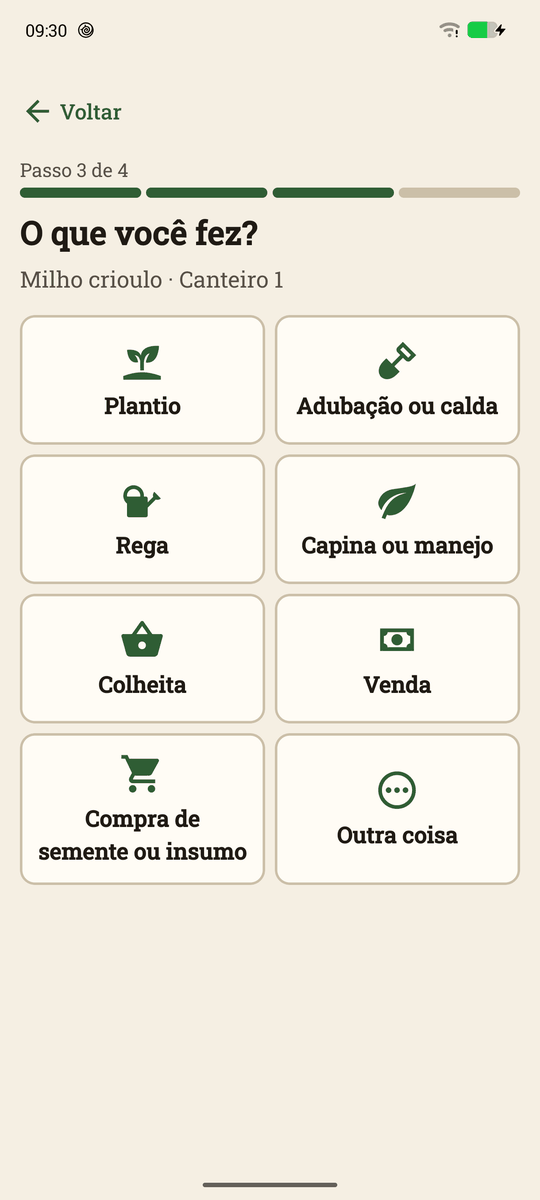 09:30
Voltar
Passo 3 de 4
O que você fez?
Milho crioulo · Canteiro 1
Plantio
Adubação ou calda
Rega
Capina ou manejo
Colheita
Venda
Compra de
semente ou insumo
Outra coisa